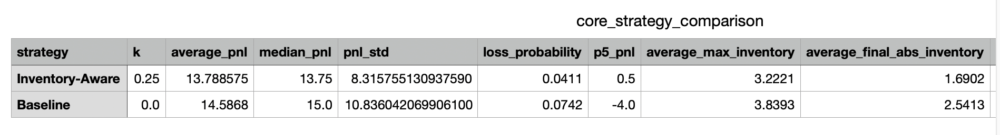 core_strategy_comparison
strategy k average_pnl median_pnl pnl_std loss_probability p5_pnl average_max_inventory average_final_abs_inventory
Inventory-Aware 0.25 13.788575 13.75 8.315755130937590 0.0411 0.5 3.2221 1.6902
Baseline 0.0 14.5868 15.0 10.836042069906100 0.0742 -4.0 3.8393 2.5413